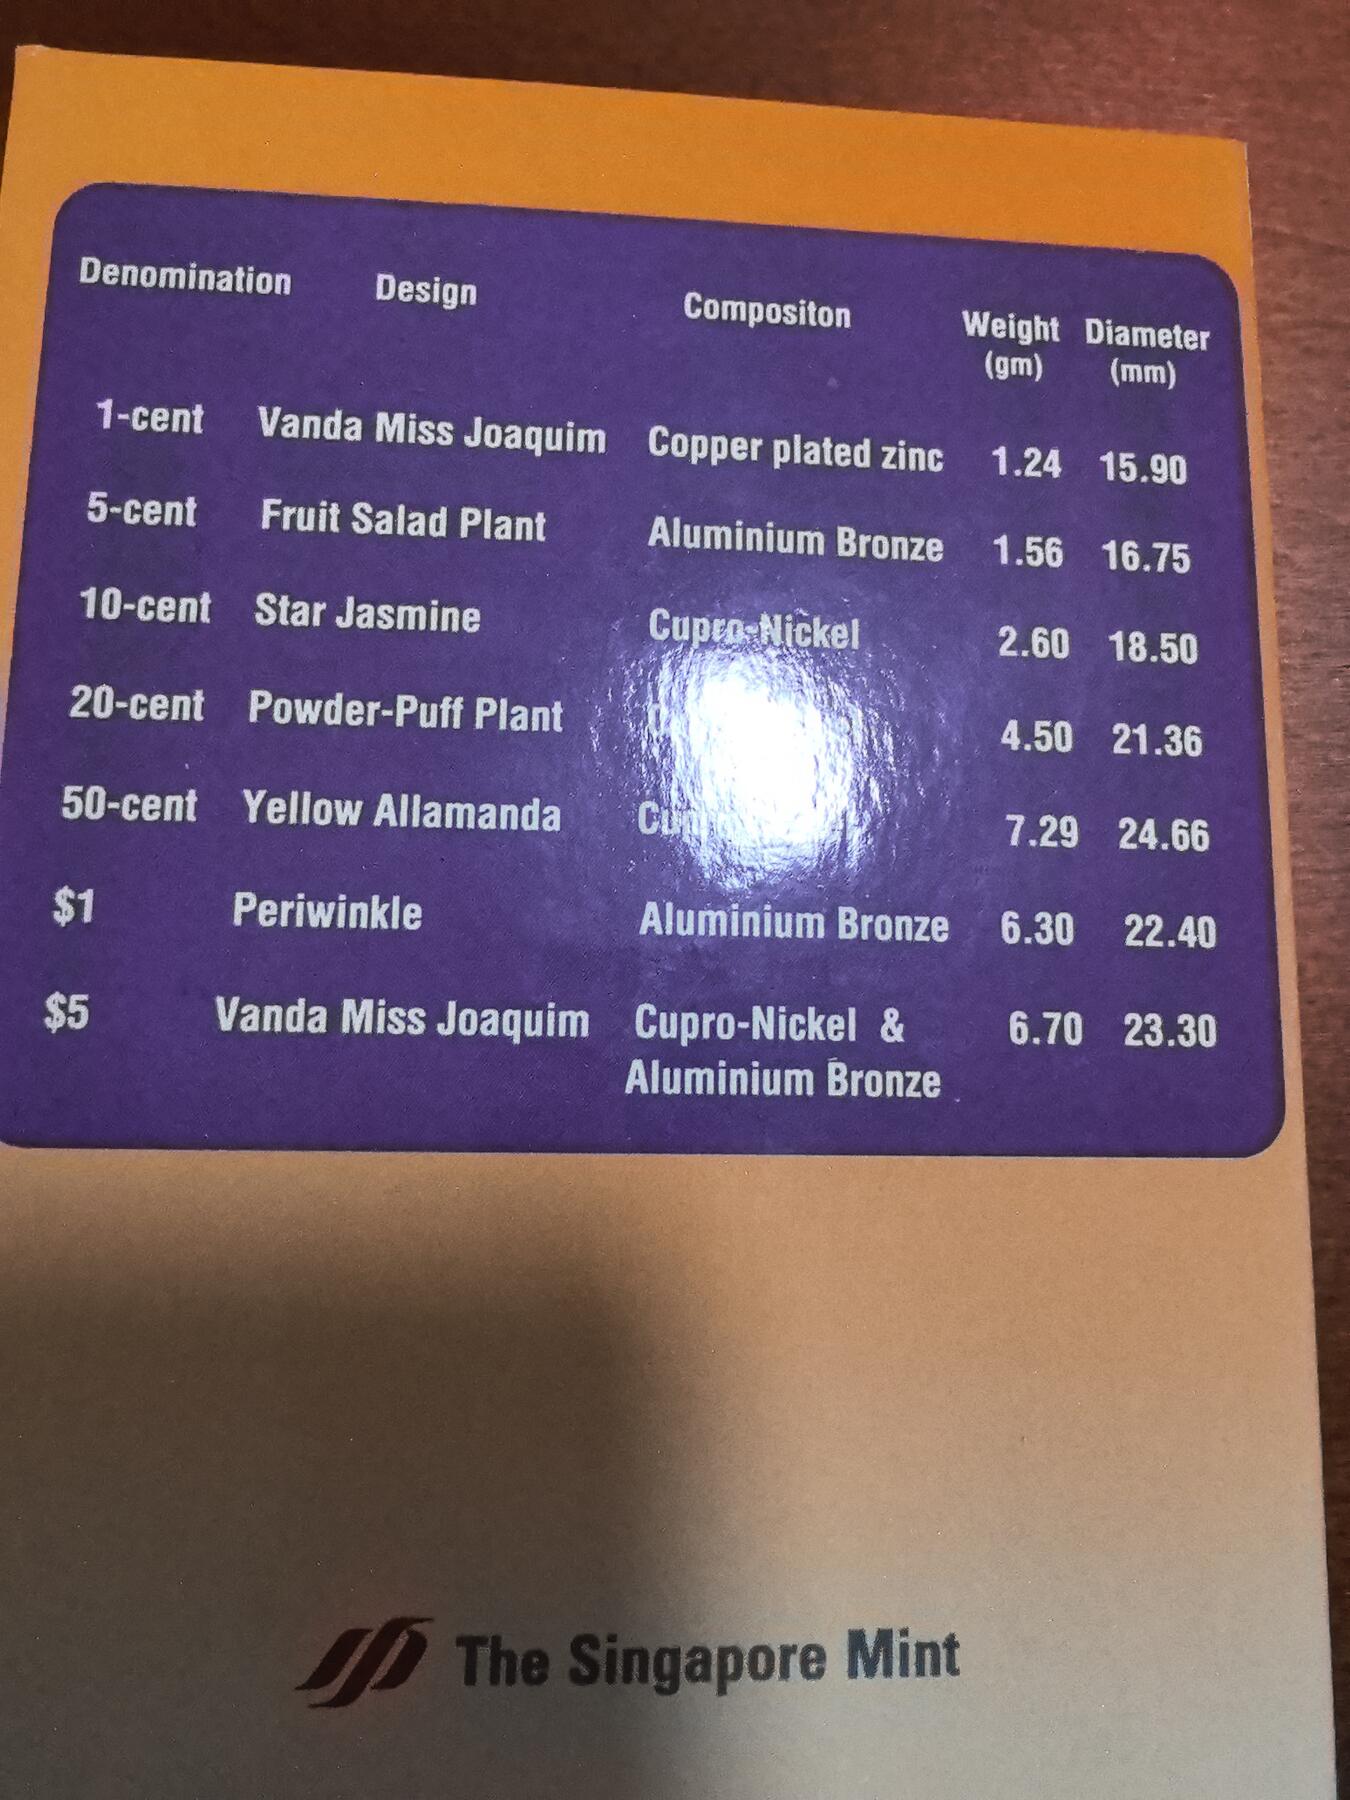 Denomination Design Compositon Weight Diameter
(gm) (mm)
1-cent Vanda Miss Joaquim Copper plated zinc 1.24 15.90
5-cent Fruit Salad Plant Aluminium Bronze 1.56 16.75
10-cent Star Jasmine Cupro-Nickel 2.60 18.50
20-cent Powder-Puff Plant 4.50 21.36
50-cent Yellow Allamanda 7.29 24.66
$1 Periwinkle Aluminium Bronze 6.30 22.40
$5 Vanda Miss Joaquim Cupro-Nickel & 6.70 23.30
Aluminium Bronze
The Singapore Mint